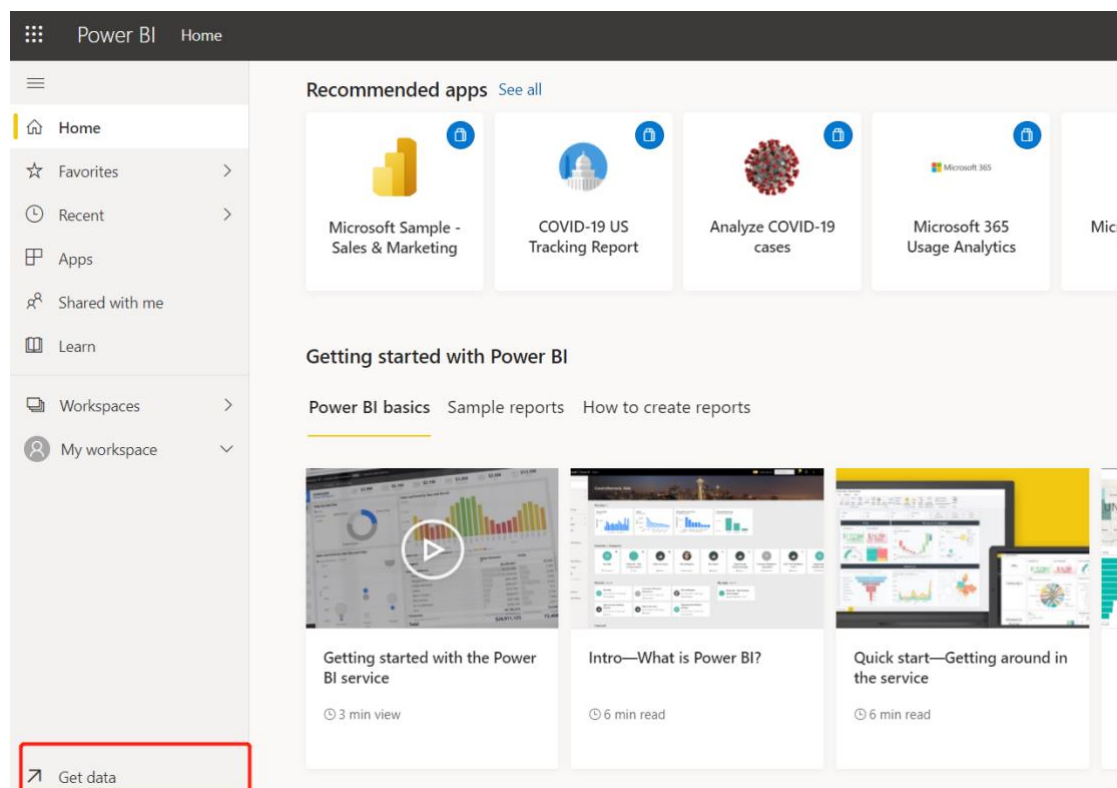 Power BI Home
Home
Favorites
Recent
Apps
Shared with me
Learn
Workspaces
My workspace
Get data
Recommended apps See all
Microsoft Sample -
Sales & Marketing
COVID-19 US
Tracking Report
Analyze COVID-19
cases
Microsoft 365
Microsoft 365
Usage Analytics
Mic
Getting started with Power BI
Power BI basics Sample reports How to create reports
Getting started with the Power
BI service
3 min view
Intro—What is Power BI?
6 min read
Quick start—Getting around in
the service
6 min read